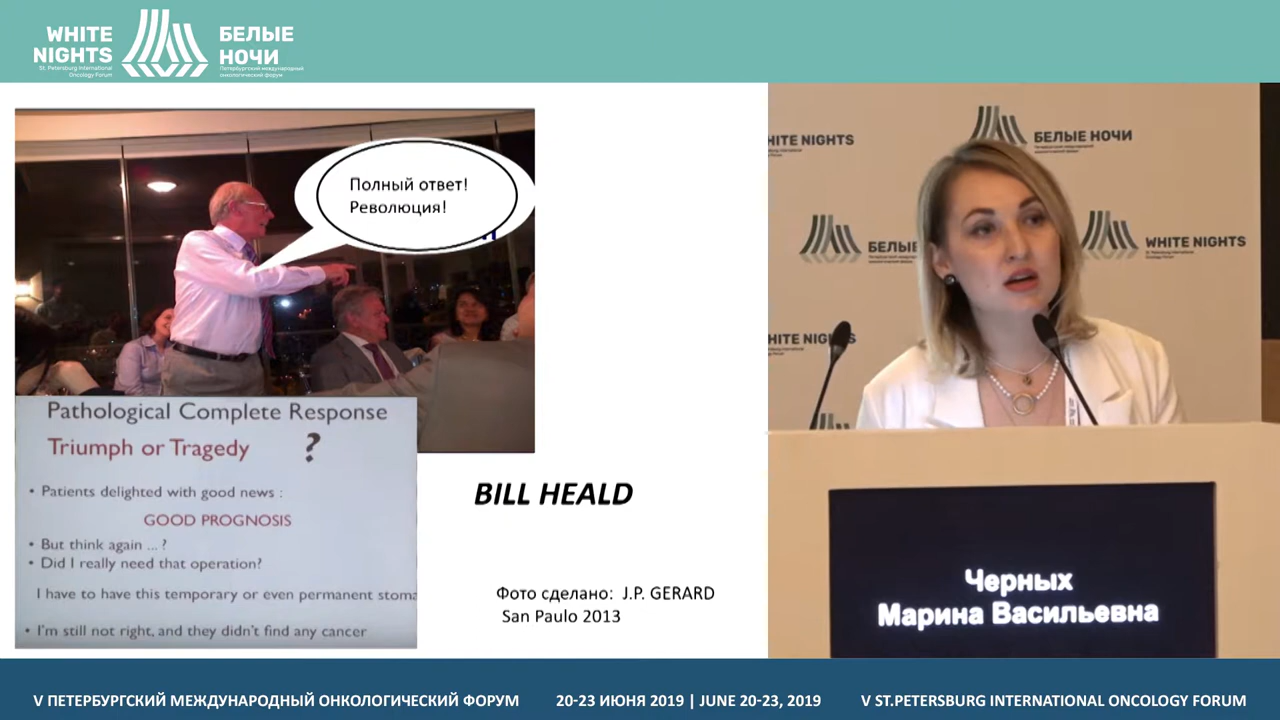 WHITE
NIGHTS
St. Petersburg International
Oncology Forum
БЕЛЫЕ
НОЧИ
Петербургский международный
онкологический форум
Полный ответ!
Революция!
Pathological Complete Response
Triumph or Tragedy ?
• Patients delighted with good news :
GOOD PROGNOSIS
• But think again ... ?
• Did I really need that operation?
I have to have this temporary or even permanent stoma
• I'm still not right, and they didn't find any cancer
BILL HEALD
Фото сделано: J.P. GERARD
San Paulo 2013
HITE NIGHTS
БЕЛЫЕ НОЧИ
БЕЛЫЕ
WHITE NIGHTS
HITE NIGHTS
Черных
Марина Васильевна
V ПЕТЕРБУРГСКИЙ МЕЖДУНАРОДНЫЙ ОНКОЛОГИЧЕСКИЙ ФОРУМ
20-23 ИЮНЯ 2019 | JUNE 20-23, 2019
V ST.PETERSBURG INTERNATIONAL ONCOLOGY FORUM